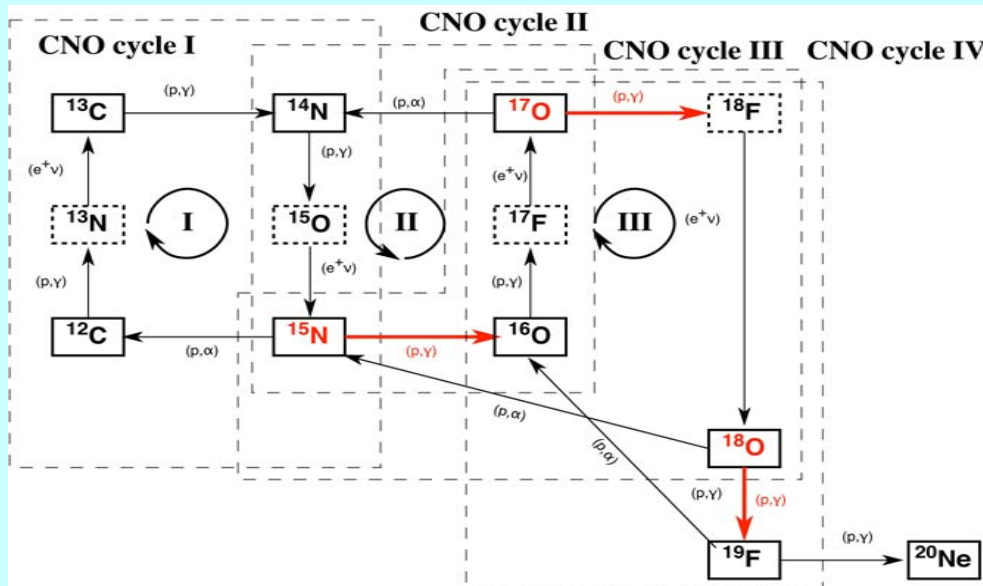 CNO cycle I
CNO cycle II
CNO cycle III
CNO cycle IV
¹³C
(p,γ)
¹⁴N
(p,α)
¹⁷O
(p,γ)
¹⁸F
(e⁺ν)
(p,γ)
(e⁺ν)
¹³N
I
¹⁵O
II
¹⁷F
III
(e⁺ν)
(p,γ)
(e⁺ν)
(p,γ)
¹²C
(p,α)
¹⁵N
(p,γ)
¹⁶O
(p,α)
(p,α)
¹⁸O
(p,γ)
(p,γ)
¹⁹F
(p,γ)
²⁰Ne